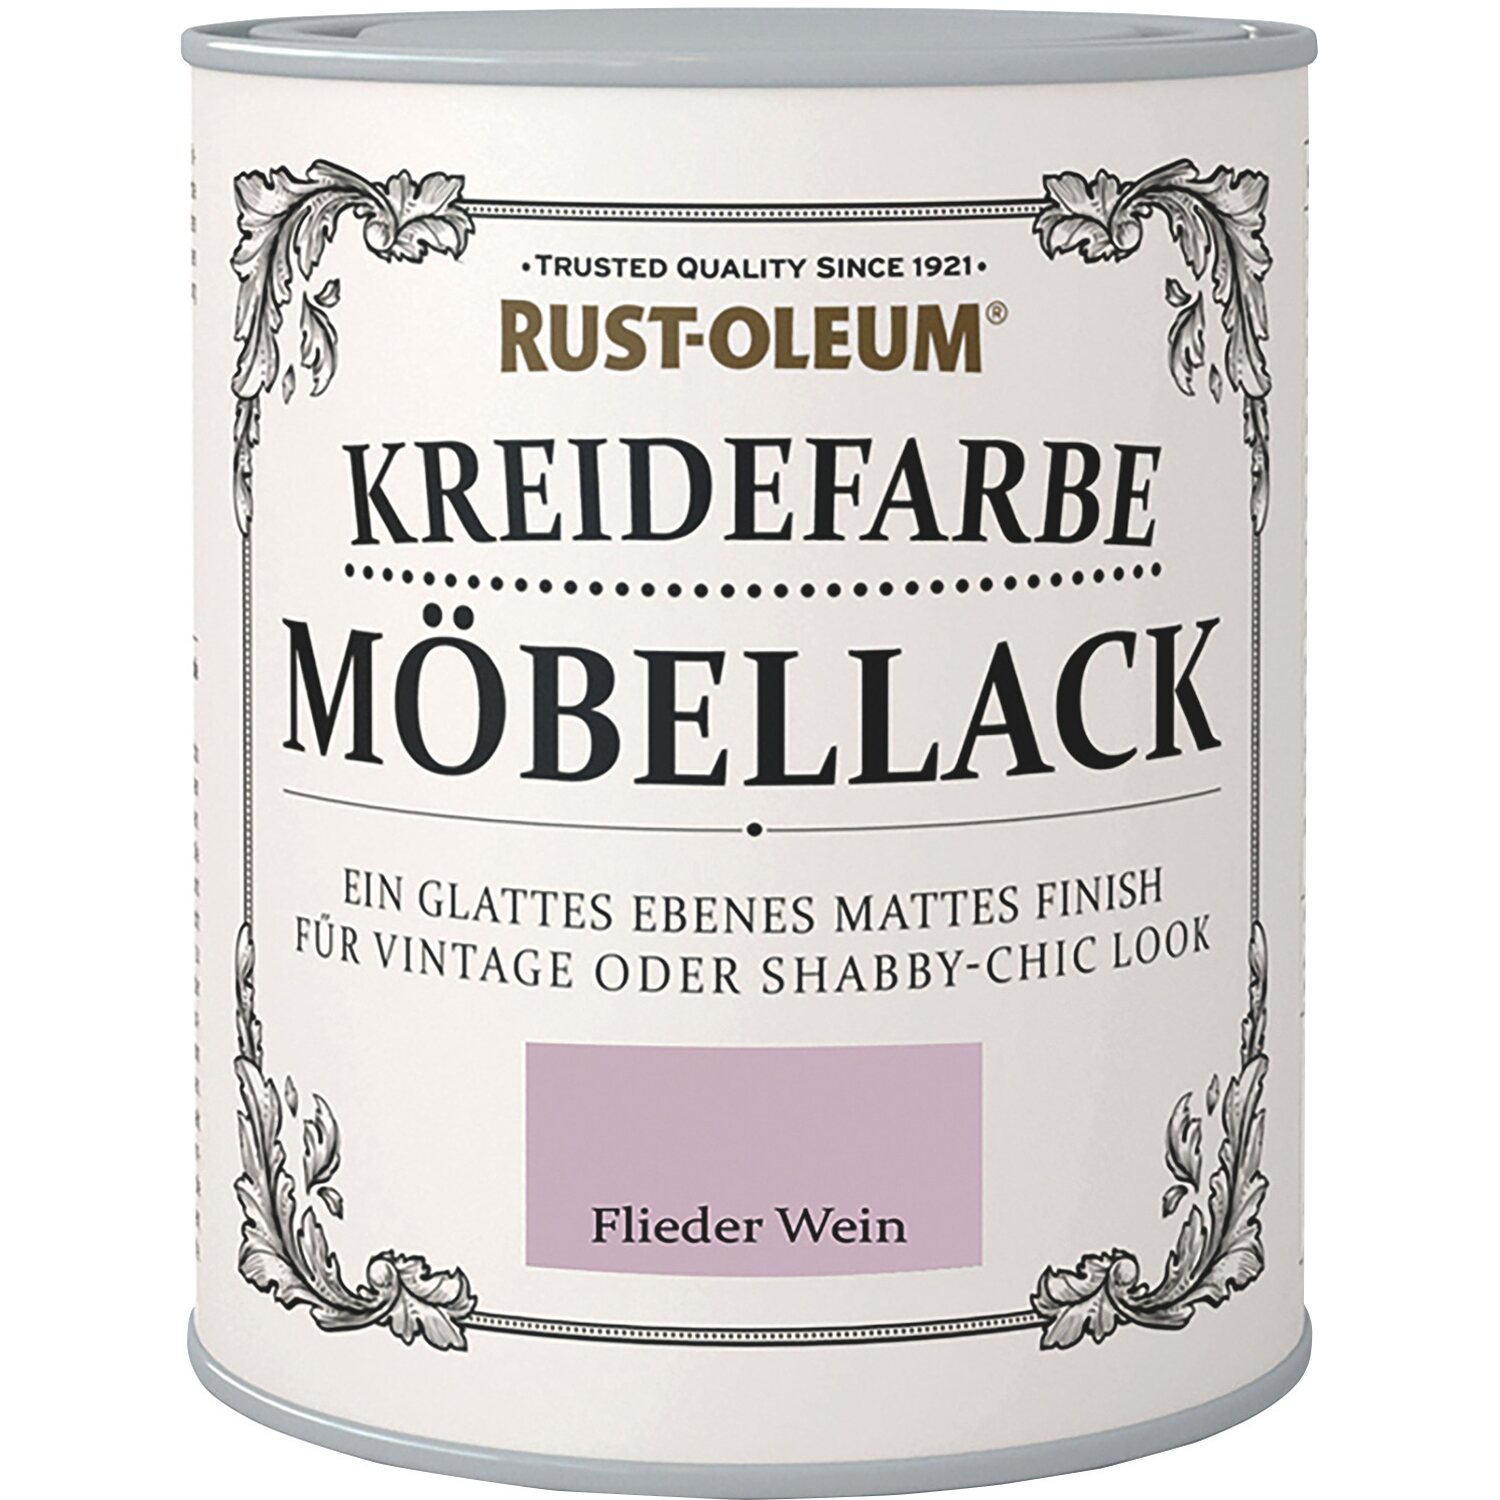 •TRUSTED QUALITY SINCE 1921•
RUST-OLEUM®
KREIDEFARBE
MÖBELLACK
EIN GLATTES EBENES MATTES FINISH
FÜR VINTAGE ODER SHABBY-CHIC LOOK
Flieder Wein